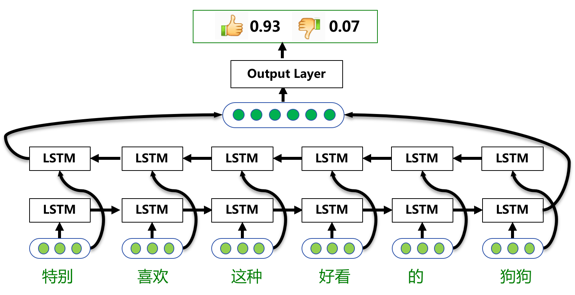 0.93 0.07
Output Layer
LSTM LSTM LSTM LSTM LSTM LSTM
LSTM LSTM LSTM LSTM LSTM LSTM
特别 喜欢 这种 好看 的 狗狗